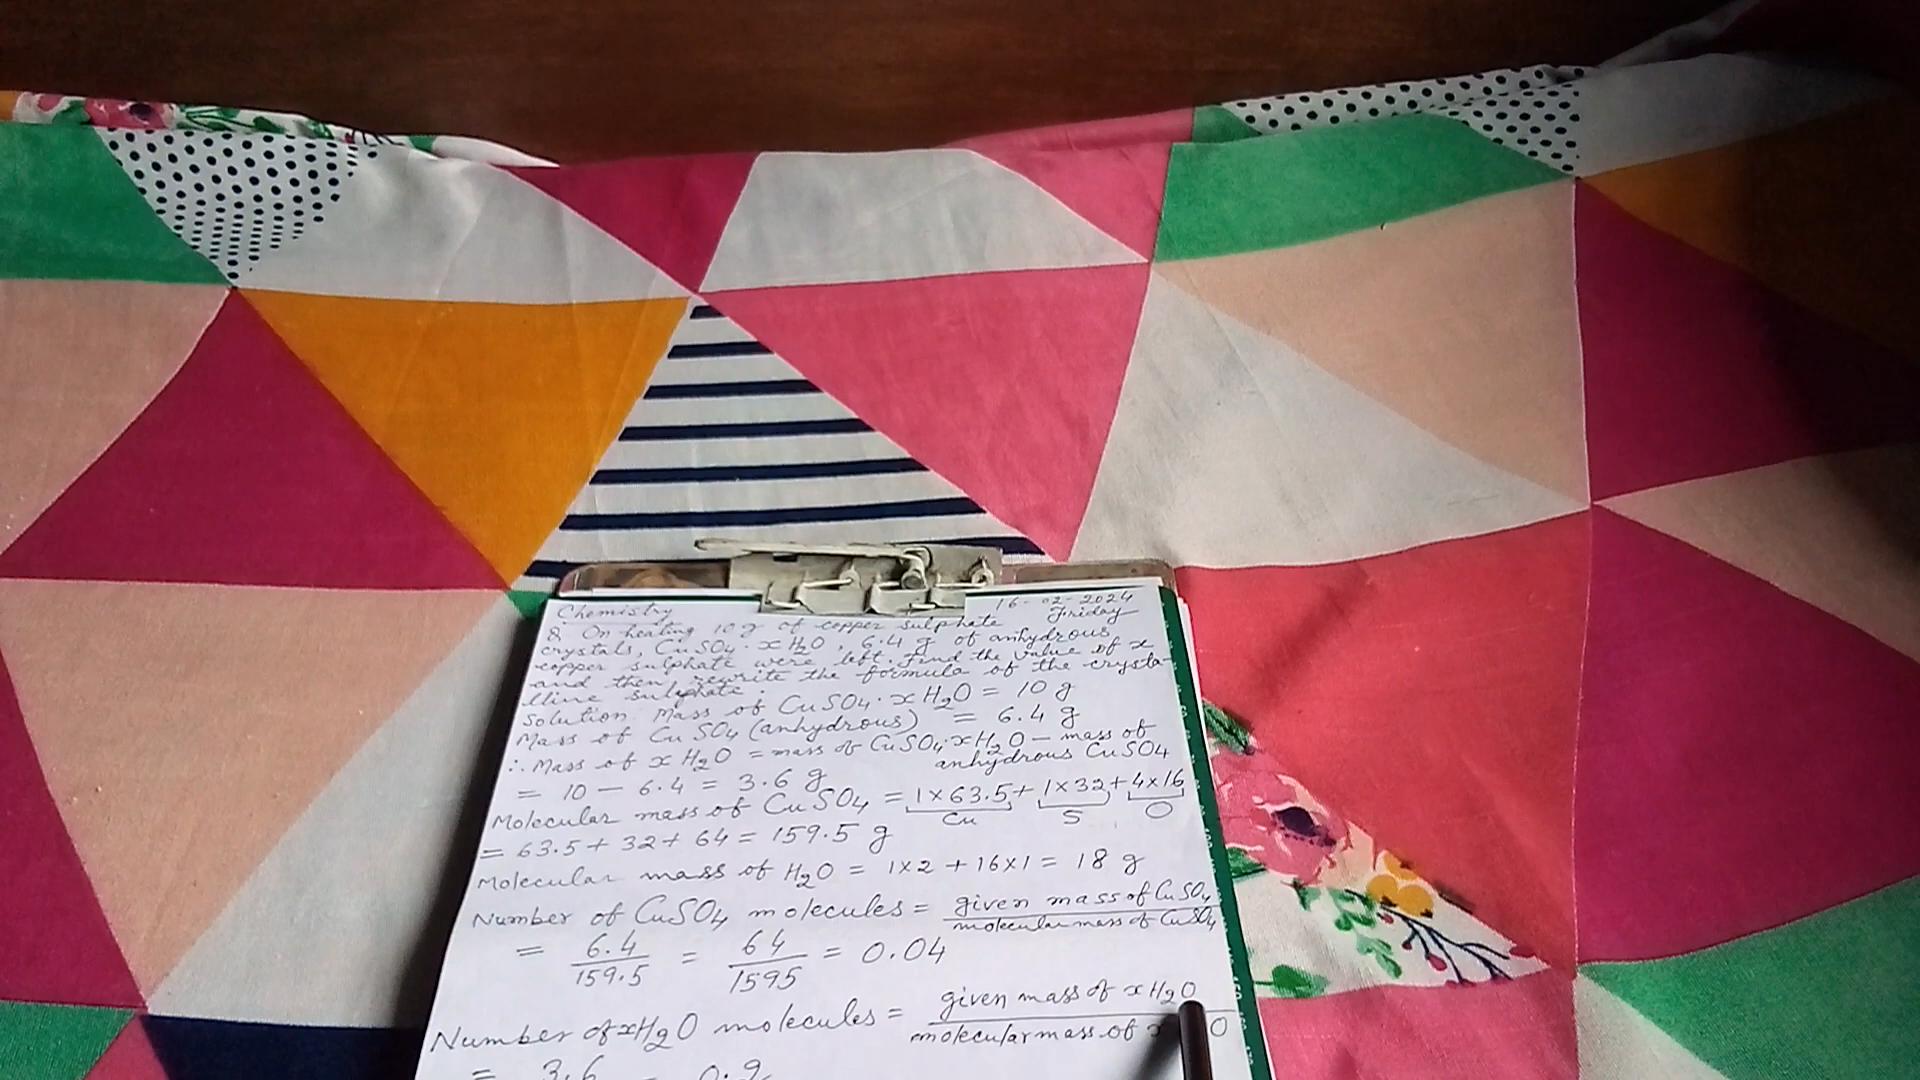 Chemistry
16-02-2024
Friday
Q. On heating 10 g of copper sulphate
crystals, CuSO4.xH2O, 6.4 g of anhydrous
copper sulphate were left. Find the value of x
and then, rewrite the formula of the crysta-
lline sulphate.
Solution: Mass of CuSO4.xH2O = 10 g
Mass of CuSO4 (anhydrous) = 6.4 g
∴ Mass of xH2O = mass of CuSO4.xH2O - mass of
anhydrous CuSO4
= 10 - 6.4 = 3.6 g
Molecular mass of CuSO4 = 1×63.5 + 1×32 + 4×16
Cu S O
= 63.5 + 32 + 64 = 159.5 g
Molecular mass of H2O = 1×2 + 16×1 = 18 g
Number of CuSO4 molecules = given mass of CuSO4
molecular mass of CuSO4
= 6.4 = 64 = 0.04
159.5 1595
Number of xH2O molecules = given mass of xH2O
molecular mass of x O
= 3.6 = 0.2